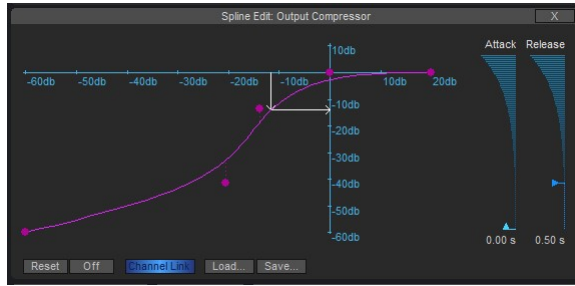 Spline Edit: Output Compressor
X
10db
Attack Release
-60db -50db -40db -30db -20db -10db 10db 20db
-10db
-20db
-30db
-40db
-50db
-60db
0.00 s 0.50 s
Reset Off Channel Link Load... Save...